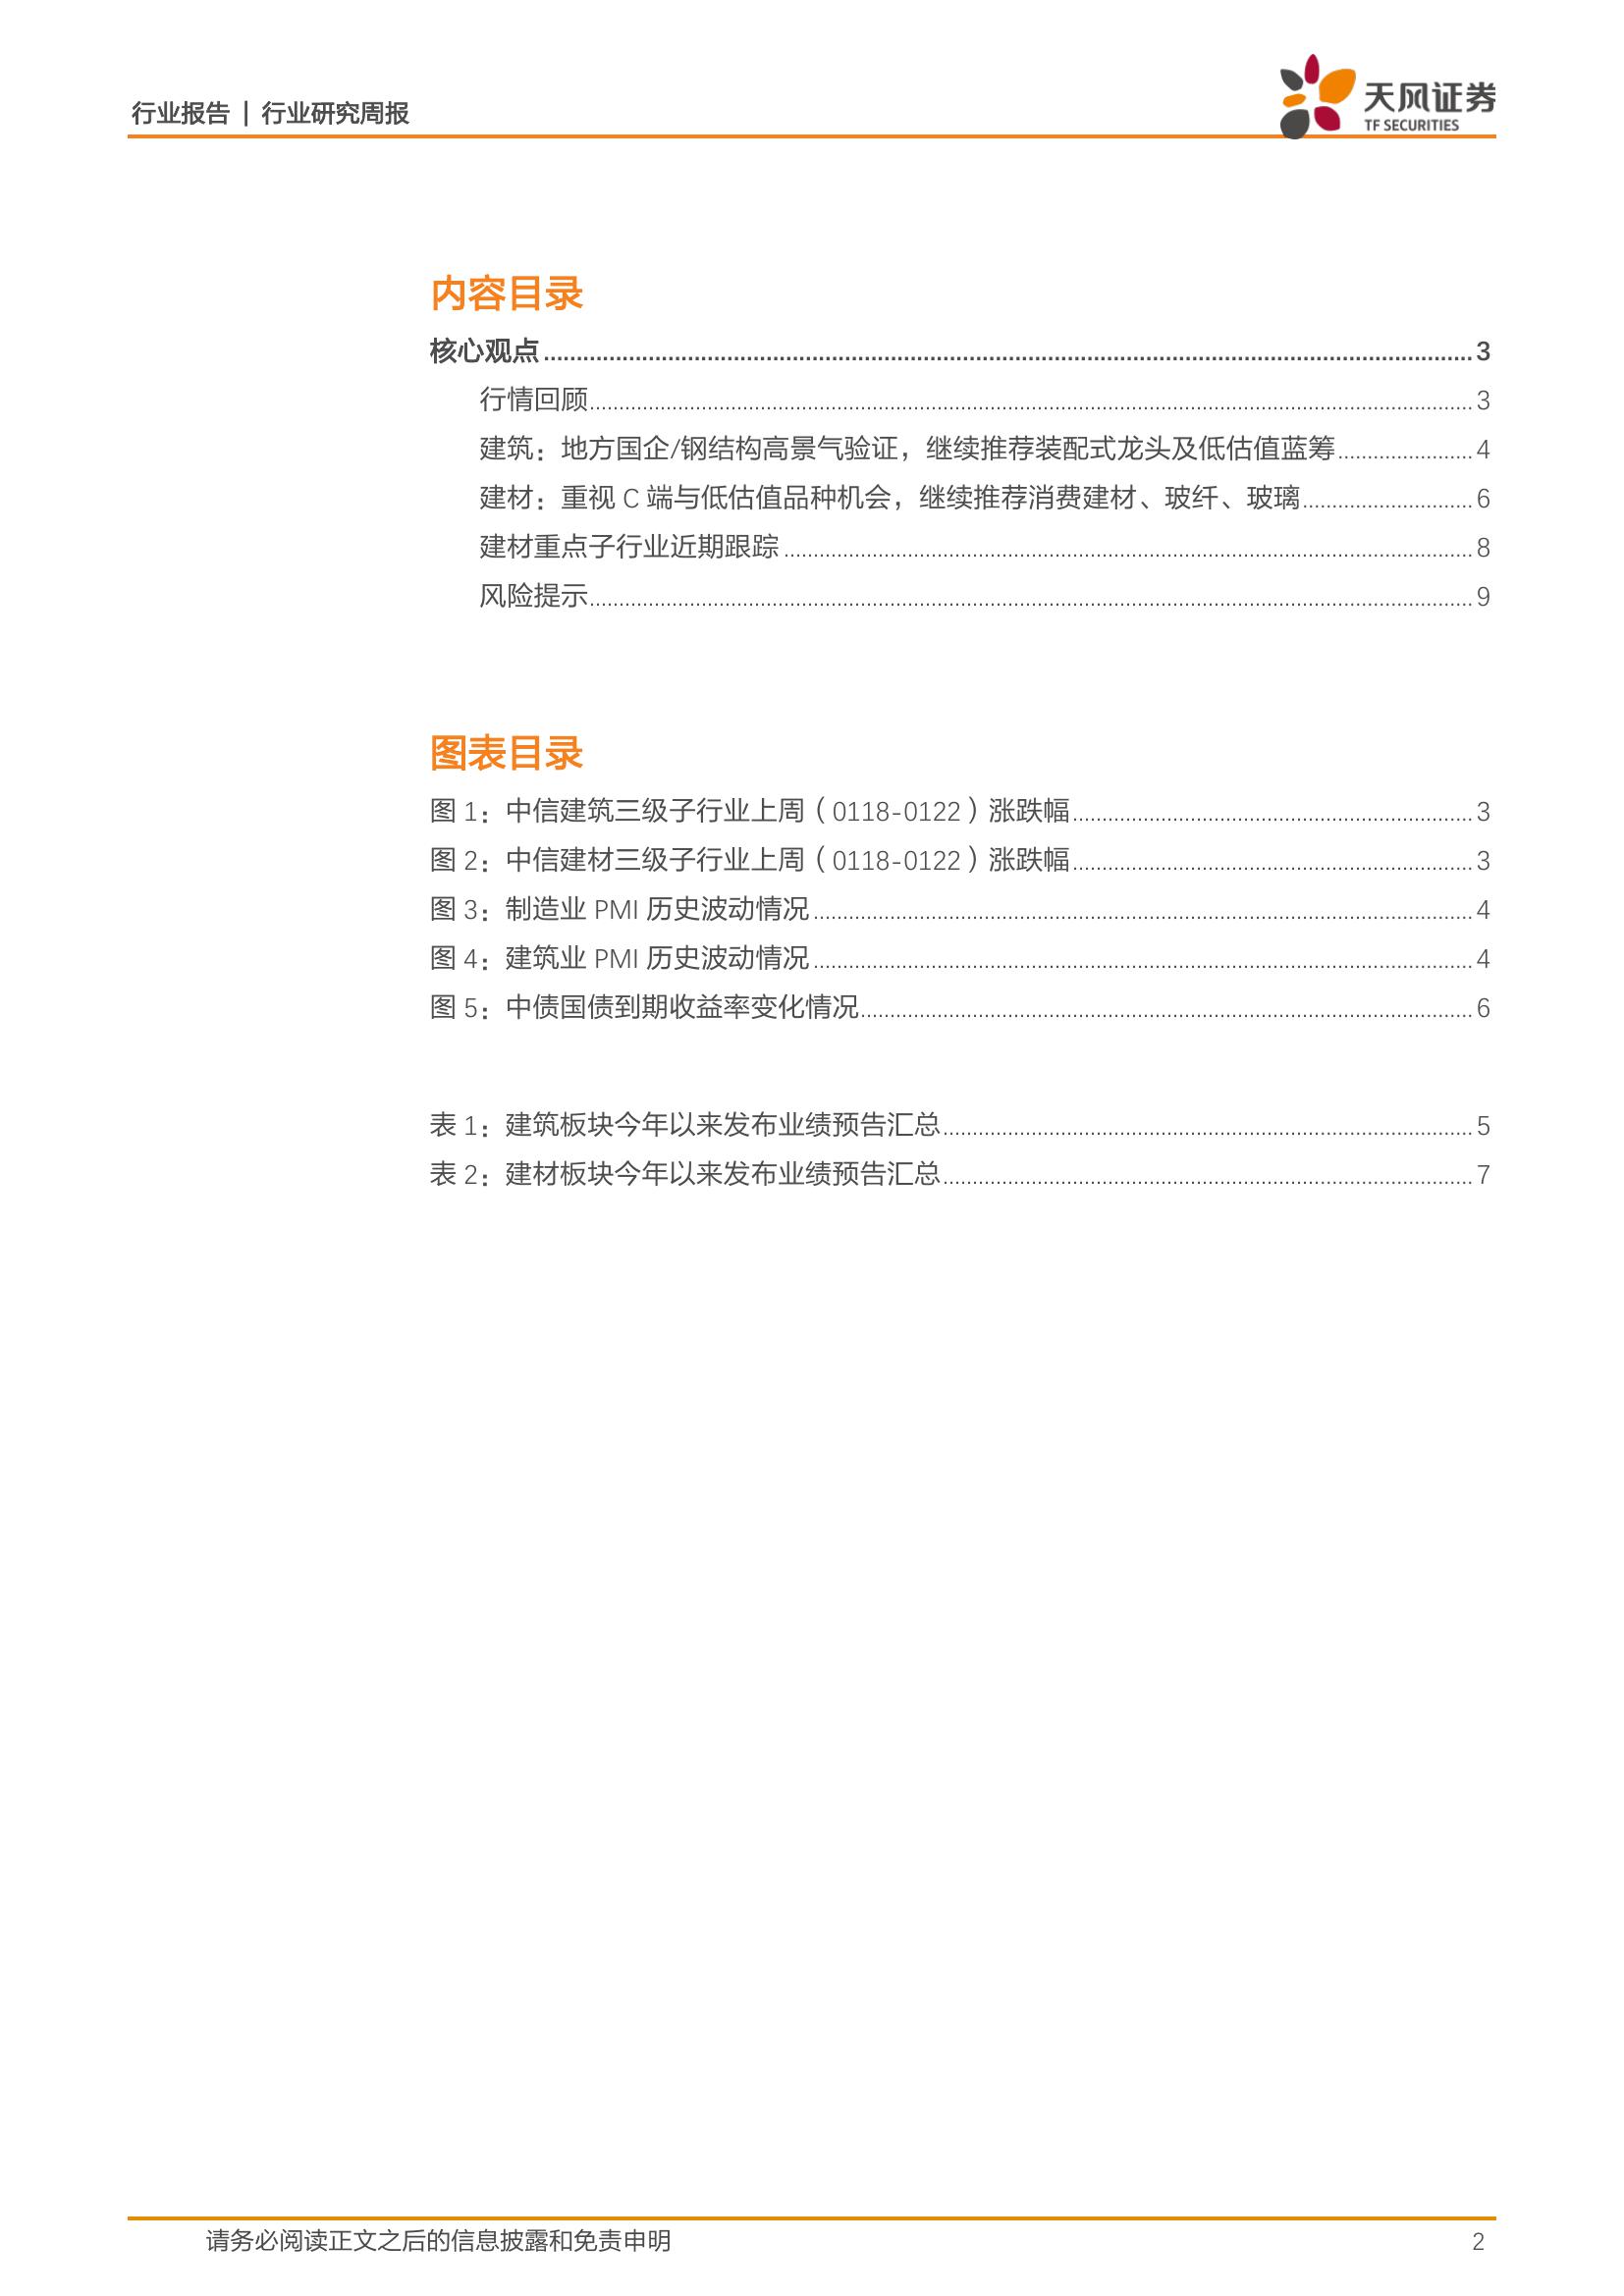 行业报告 | 行业研究周报
天风证券
TF SECURITIES
内容目录
核心观点 3
行情回顾 3
建筑：地方国企/钢结构高景气验证，继续推荐装配式龙头及低估值蓝筹 4
建材：重视 C 端与低估值品种机会，继续推荐消费建材、玻纤、玻璃 6
建材重点子行业近期跟踪 8
风险提示 9
图表目录
图 1：中信建筑三级子行业上周（0118-0122）涨跌幅 3
图 2：中信建材三级子行业上周（0118-0122）涨跌幅 3
图 3：制造业 PMI 历史波动情况 4
图 4：建筑业 PMI 历史波动情况 4
图 5：中债国债到期收益率变化情况 6
表 1：建筑板块今年以来发布业绩预告汇总 5
表 2：建材板块今年以来发布业绩预告汇总 7
请务必阅读正文之后的信息披露和免责申明 2